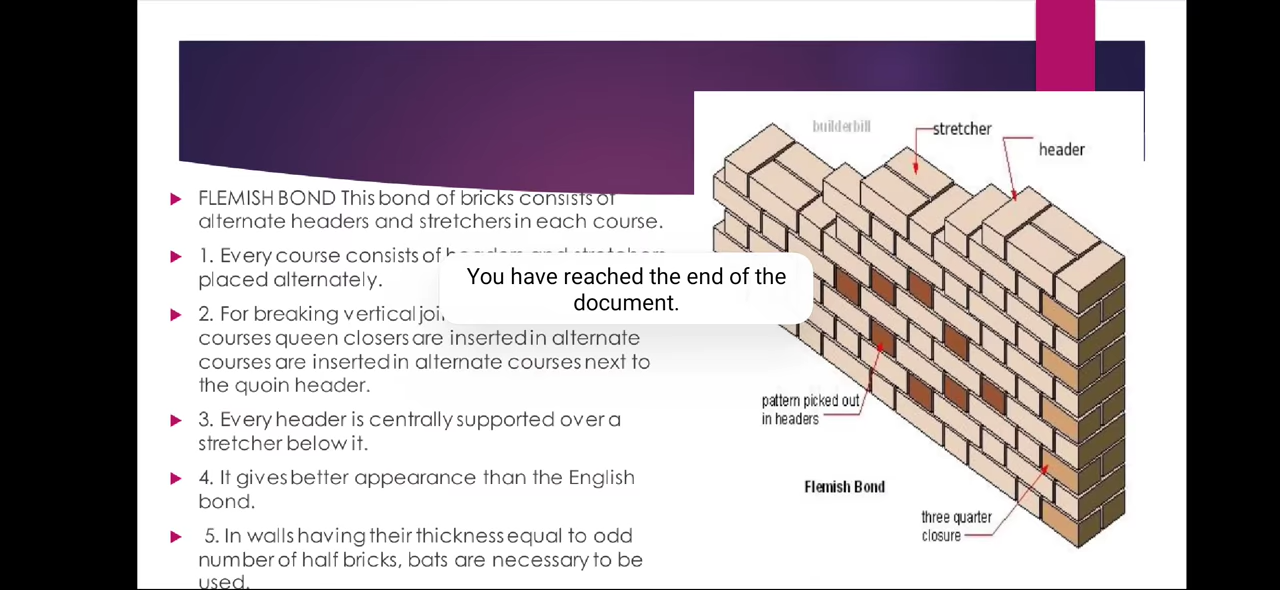 FLEMISH BOND This bond of bricks consists of
alternate headers and stretchers in each course.
1. Every course consists of headers and stretchers
placed alternately.
2. For breaking vertical
courses queen closers are inserted in alternate
courses are inserted in alternate courses next to
the quoin header.
3. Every header is centrally supported over a
stretcher below it.
4. It gives better appearance than the English
bond.
5. In walls having their thickness equal to odd
number of half bricks, bats are necessary to be
used.
You have reached the end of the
document.
builderbill
stretcher
header
pattern picked out
in headers
Flemish Bond
three quarter
closure